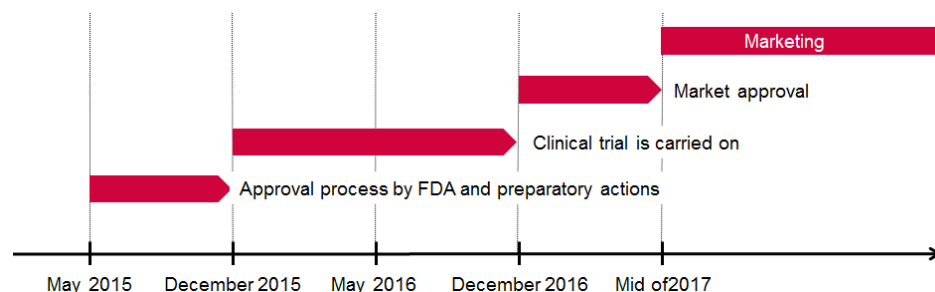 Marketing
Market approval
Clinical trial is carried on
Approval process by FDA and preparatory actions
May 2015 December 2015 May 2016 December 2016 Mid of2017